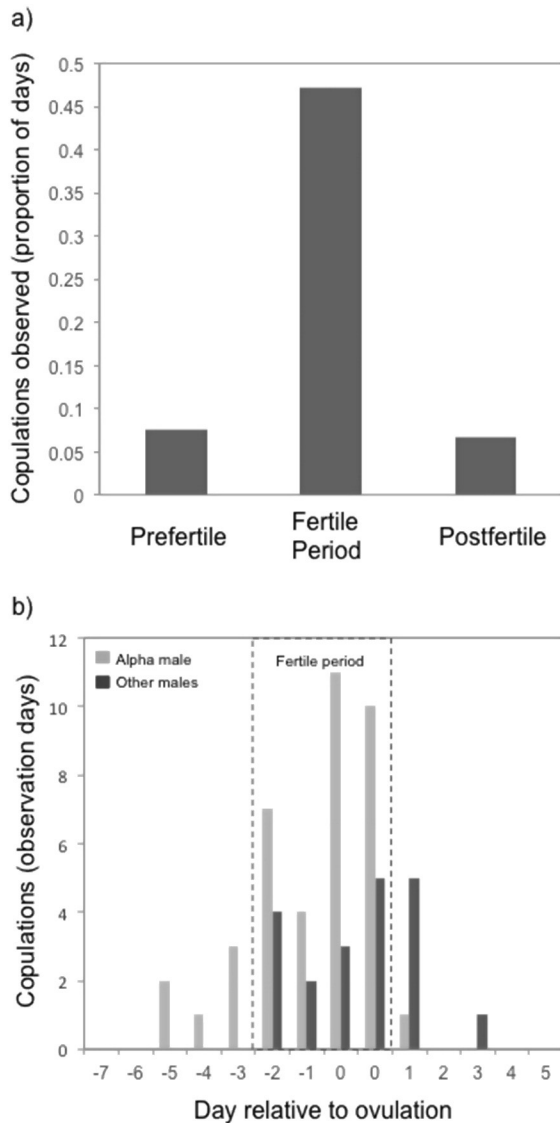 a)
Copulations observed (proportion of days)
0.5
0.45
0.4
0.35
0.3
0.25
0.2
0.15
0.1
0.05
0
Prefertile
Fertile
Period
Postfertile
b)
Copulations (observation days)
12
10
8
6
4
2
0
Alpha male
Other males
Fertile period
-7 -6 -5 -4 -3 -2 -1 0 0 1 2 3 4 5
Day relative to ovulation